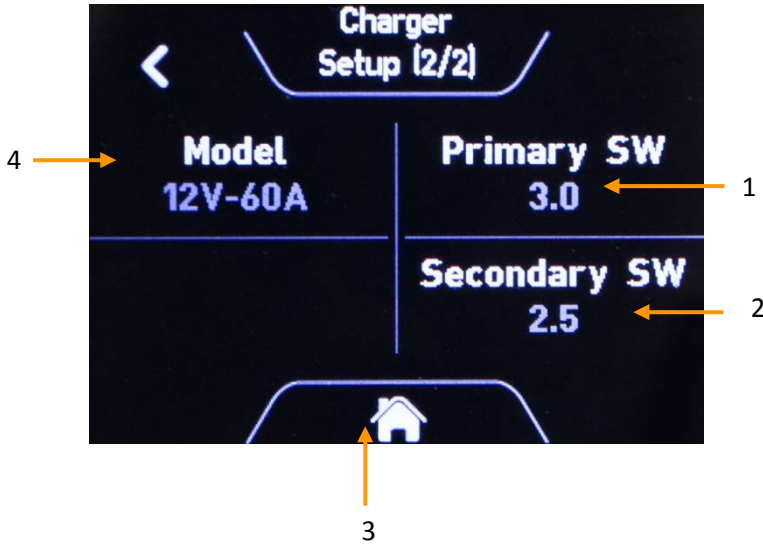 Charger
Setup (2/2)
4
Model
12V-60A
Primary SW
3.0
1
Secondary SW
2.5
2
3